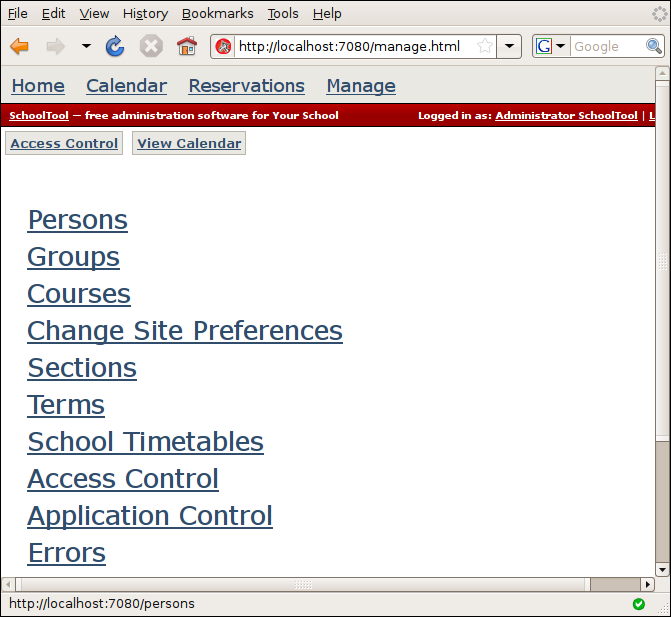 File Edit View History Bookmarks Tools Help
http://localhost:7080/manage.html G Google
Home Calendar Reservations Manage
SchoolTool — free administration software for Your School Logged in as: Administrator SchoolTool | L
Access Control View Calendar
Persons
Groups
Courses
Change Site Preferences
Sections
Terms
School Timetables
Access Control
Application Control
Errors
http://localhost:7080/persons